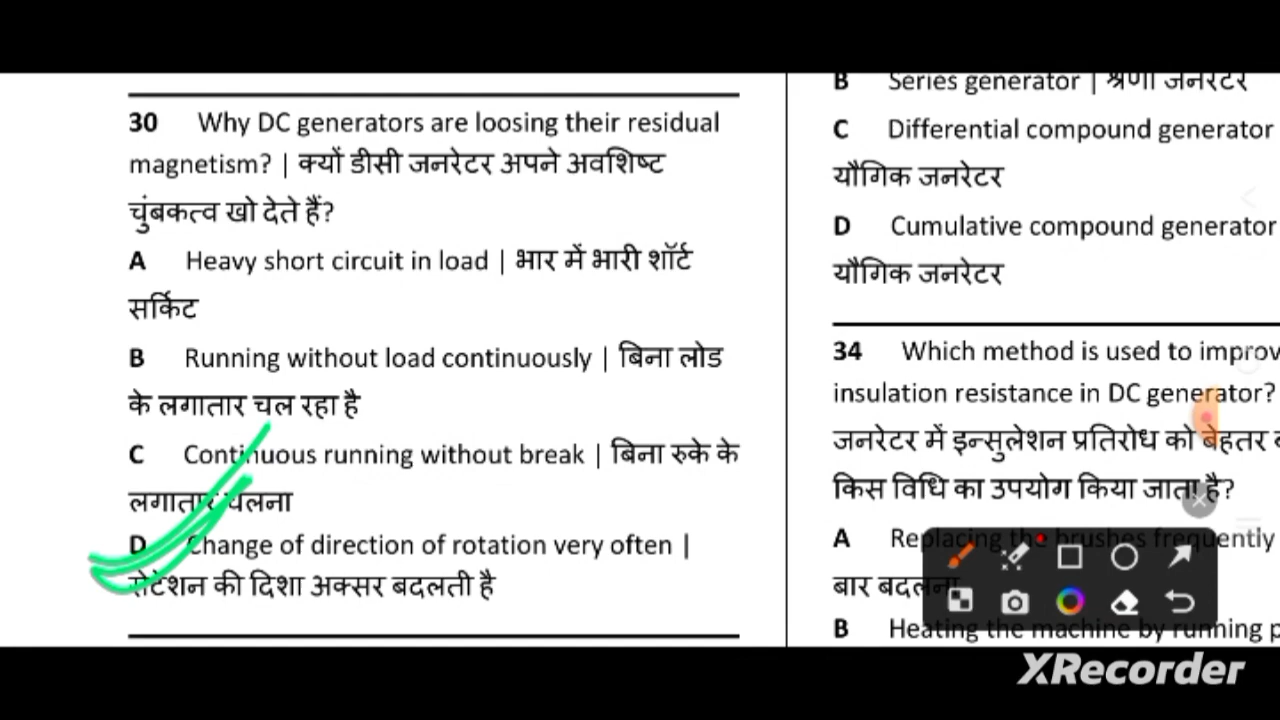 30 Why DC generators are loosing their residual
magnetism? | क्यों डीसी जनरेटर अपने अवशिष्ट
चुंबकत्व खो देते हैं?
A Heavy short circuit in load | भार में भारी शॉर्ट
सर्किट
B Running without load continuously | बिना लोड
के लगातार चल रहा है
C Continuous running without break | बिना रुके के
लगातार चलना
D Change of direction of rotation very often |
रोटेशन की दिशा अक्सर बदलती है
B Series generator | श्रेणी जनरेटर
C Differential compound generator
यौगिक जनरेटर
D Cumulative compound generator
यौगिक जनरेटर
34 Which method is used to improv
insulation resistance in DC generator?
जनरेटर में इन्सुलेशन प्रतिरोध को बेहतर
किस विधि का उपयोग किया जाता है?
A Replacing the brushes frequently
बार बदलना
B Heating the machine by running
XRecorder